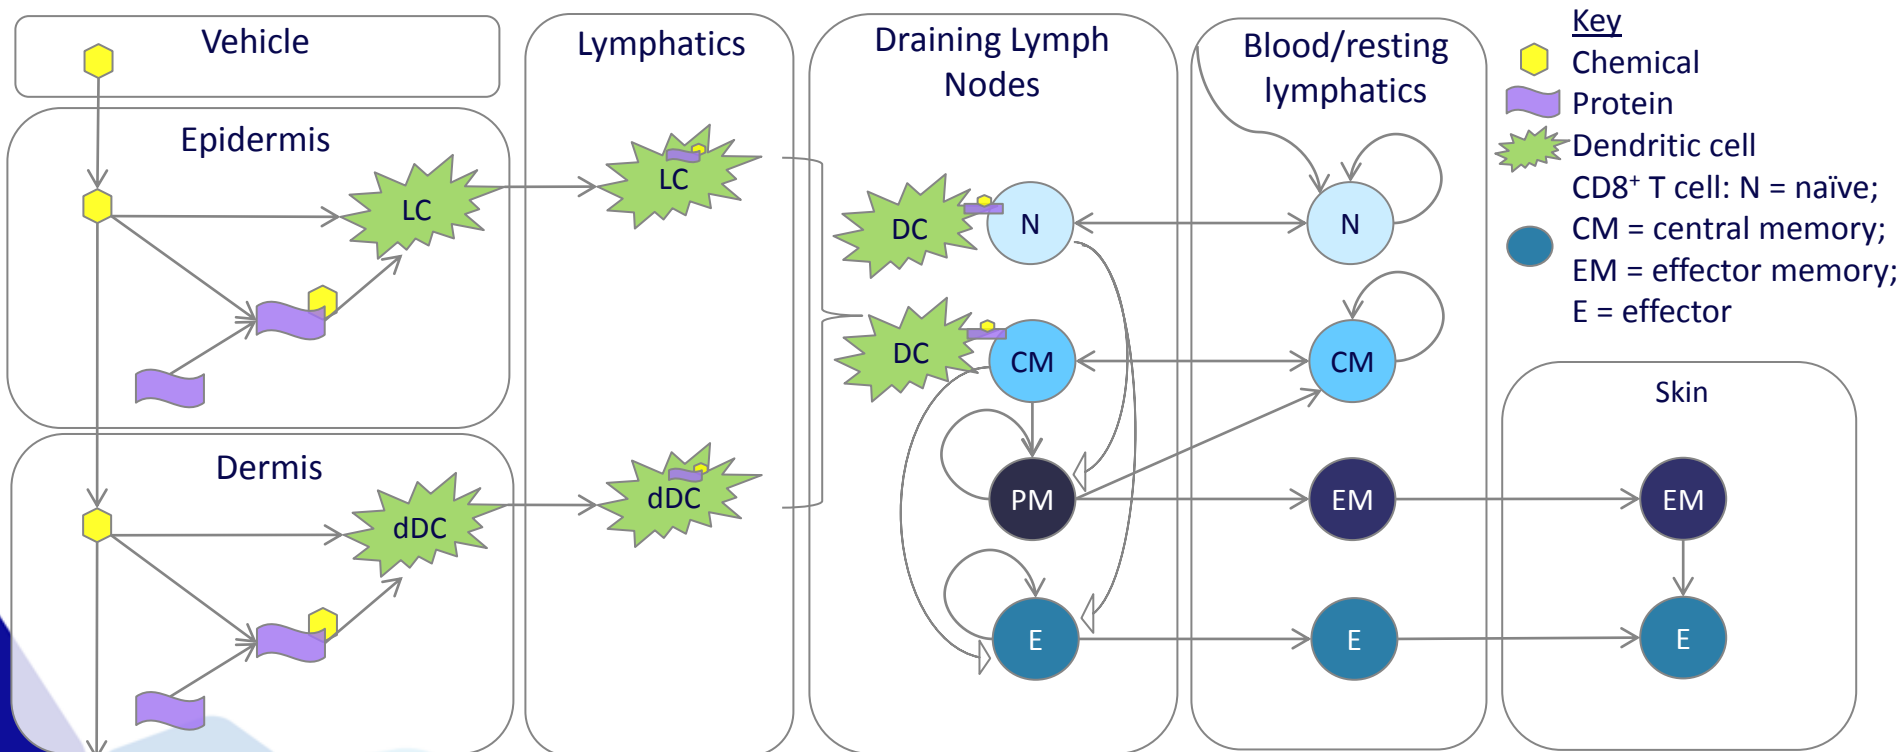 Vehicle
Epidermis
LC
Dermis
dDC
Lymphatics
LC
dDC
Draining Lymph
Nodes
DC
N
DC
CM
PM
E
Blood/resting
lymphatics
N
CM
EM
E
Key
Chemical
Protein
Dendritic cell
CD8⁺ T cell: N = naïve;
CM = central memory;
EM = effector memory;
E = effector
Skin
EM
E